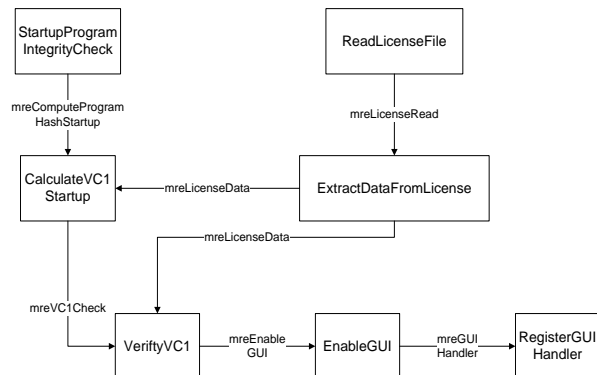 StartupProgram
IntegrityCheck
ReadLicenseFile
mreComputeProgram
HashStartup
mreLicenseRead
CalculateVC1
Startup
mreLicenseData
ExtractDataFromLicense
mreLicenseData
mreVC1Check
VeriftyVC1
mreEnable
GUI
EnableGUI
mreGUI
Handler
RegisterGUI
Handler